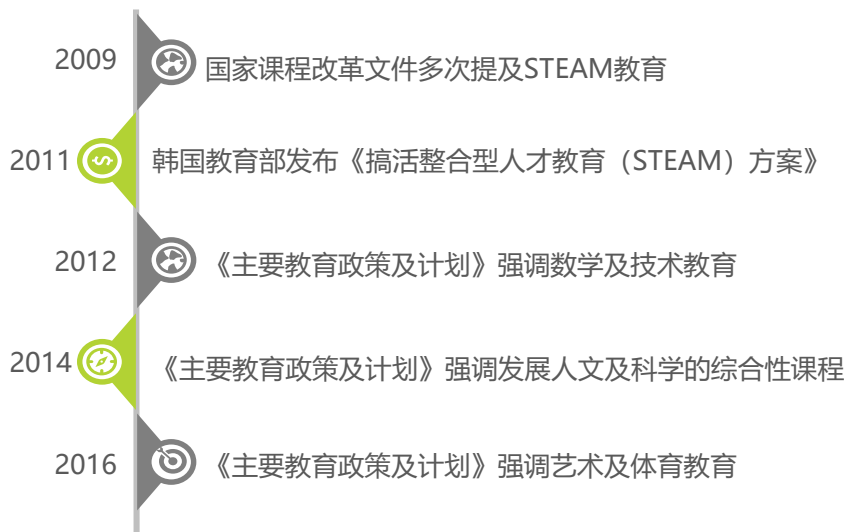 2009
国家课程改革文件多次提及STEAM教育
2011
韩国教育部发布《搞活整合型人才教育（STEAM）方案》
2012
《主要教育政策及计划》强调数学及技术教育
2014
《主要教育政策及计划》强调发展人文及科学的综合性课程
2016
《主要教育政策及计划》强调艺术及体育教育